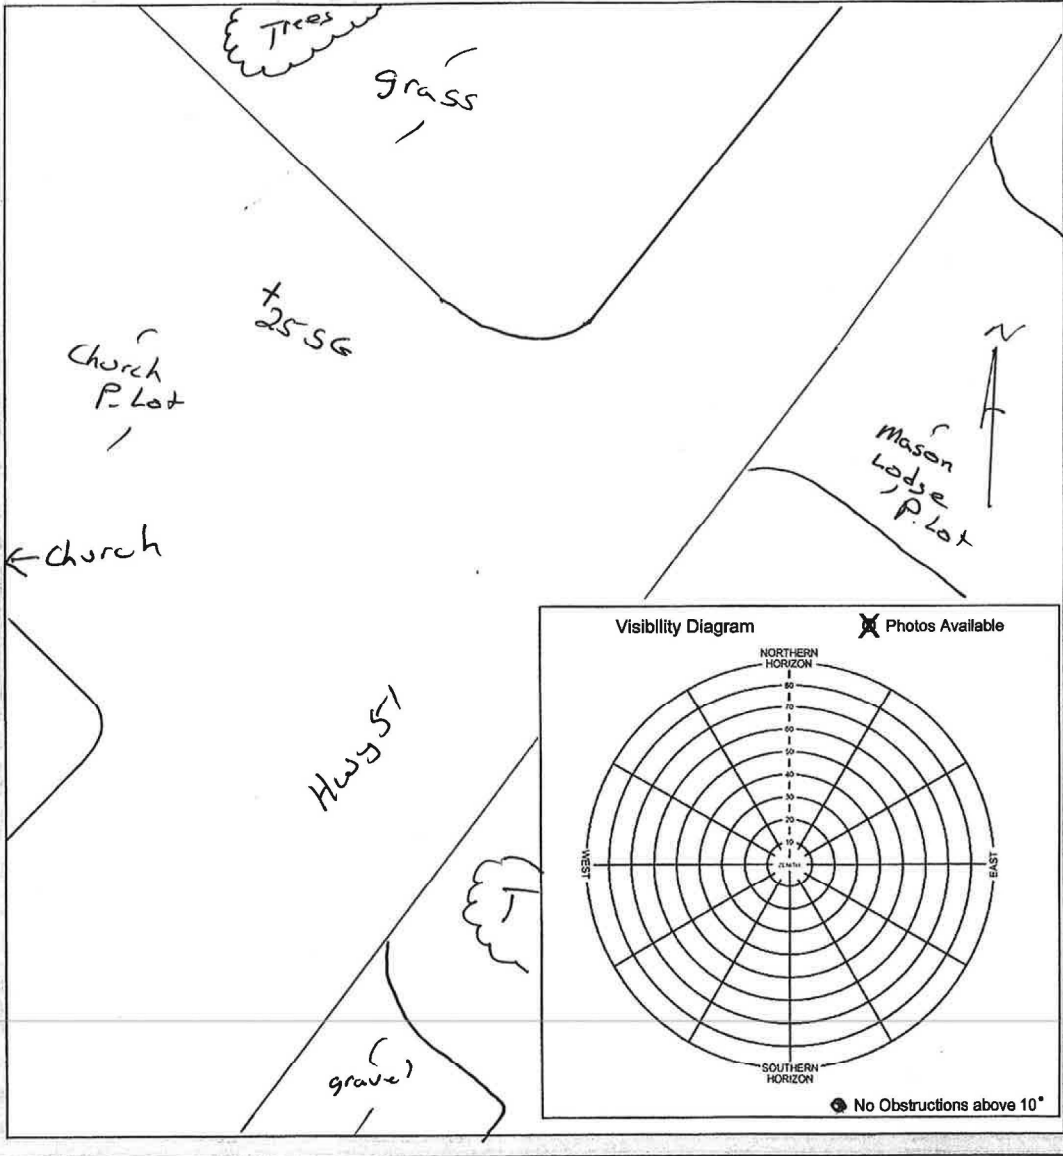 Trees
grass
+
25SG
Church
P. Lot
N
Mason
Lodge
P. Lot
← Church
Hwy 51
T
gravel
Visibility Diagram
Photos Available
NORTHERN
HORIZON
80
70
60
50
40
30
20
10
ZENITH
WEST
EAST
SOUTHERN
HORIZON
No Obstructions above 10°